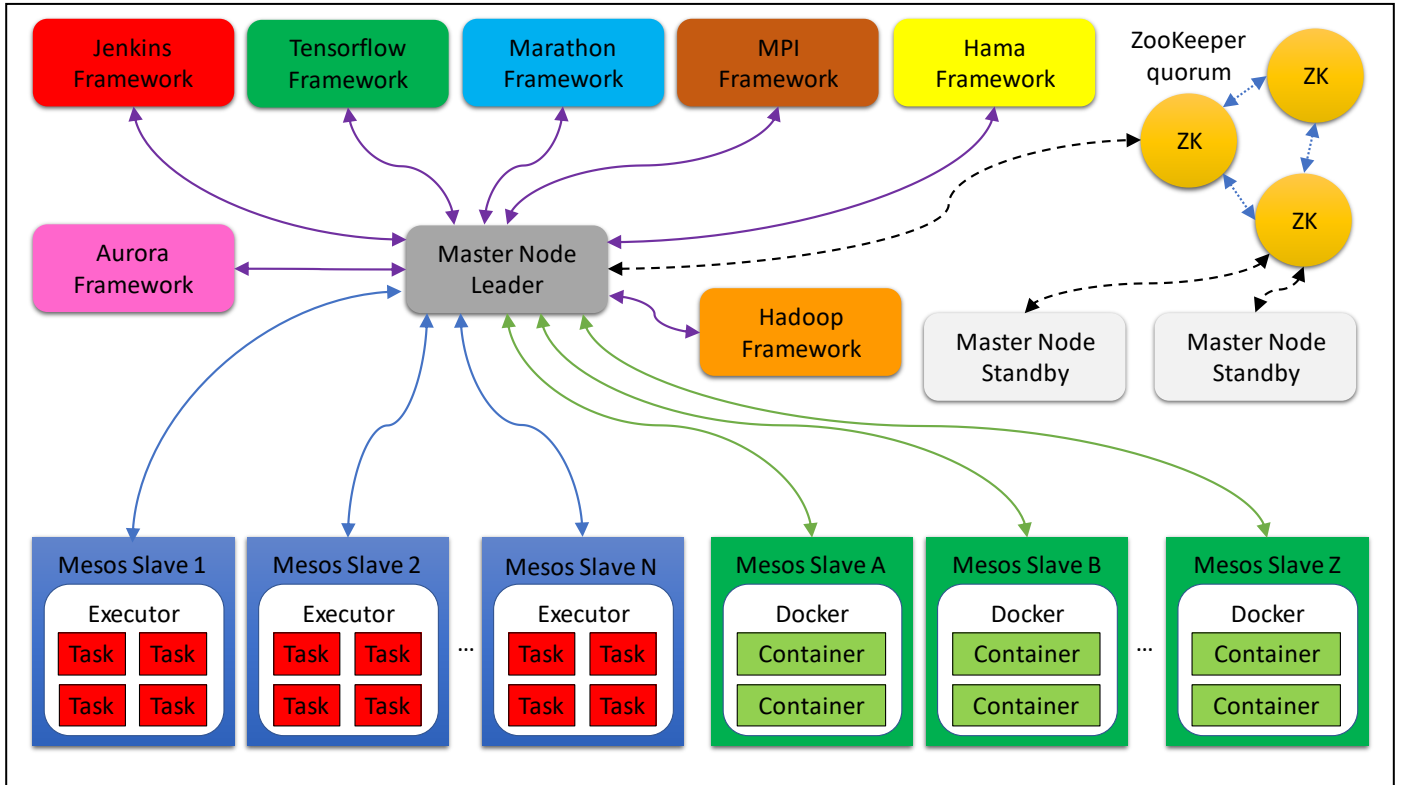 Jenkins
Framework
Tensorflow
Framework
Marathon
Framework
MPI
Framework
Hama
Framework
ZooKeeper
quorum
ZK
ZK
ZK
Aurora
Framework
Master Node
Leader
Hadoop
Framework
Master Node
Standby
Master Node
Standby
Mesos Slave 1
Executor
Task Task
Task Task
Mesos Slave 2
Executor
Task Task
Task Task
...
Mesos Slave N
Executor
Task Task
Task Task
Mesos Slave A
Docker
Container
Container
Mesos Slave B
Docker
Container
Container
...
Mesos Slave Z
Docker
Container
Container